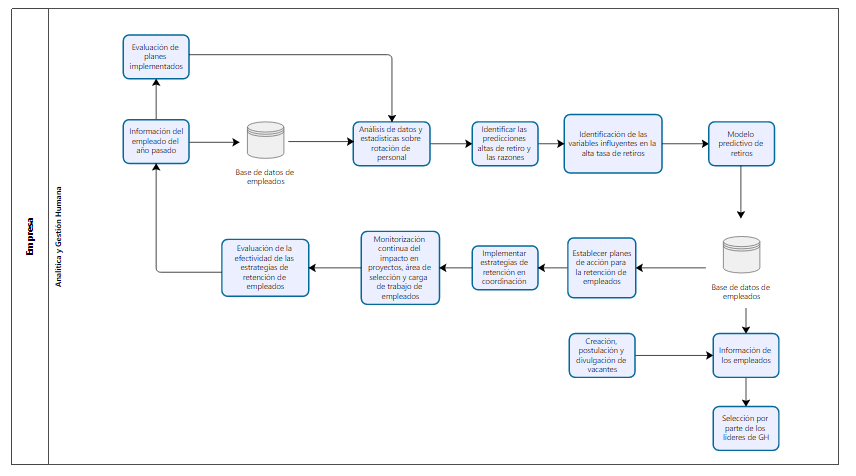 Empresa
Analítica y Gestión Humana
Evaluación de
planes
implementados
Información del
empleado del
año pasado
Base de datos de
empleados
Análisis de datos y
estadísticas sobre
rotación de
personal
Identificar las
predicciones
altas de retiro y
las razones
Identificación de las
variables influyentes en la
alta tasa de retiros
Modelo
predictivo de
retiros
Evaluación de la
efectividad de las
estrategias de
retención de
empleados
Monitorización
continua del
impacto en
proyectos, área de
selección y carga
de trabajo de
empleados
Implementar
estrategias de
retención en
coordinación
Establecer planes
de acción para
la retención de
empleados
Base de datos de
empleados
Creación,
postulación y
divulgación de
vacantes
Información de
los empleados
Selección por
parte de los
líderes de GH